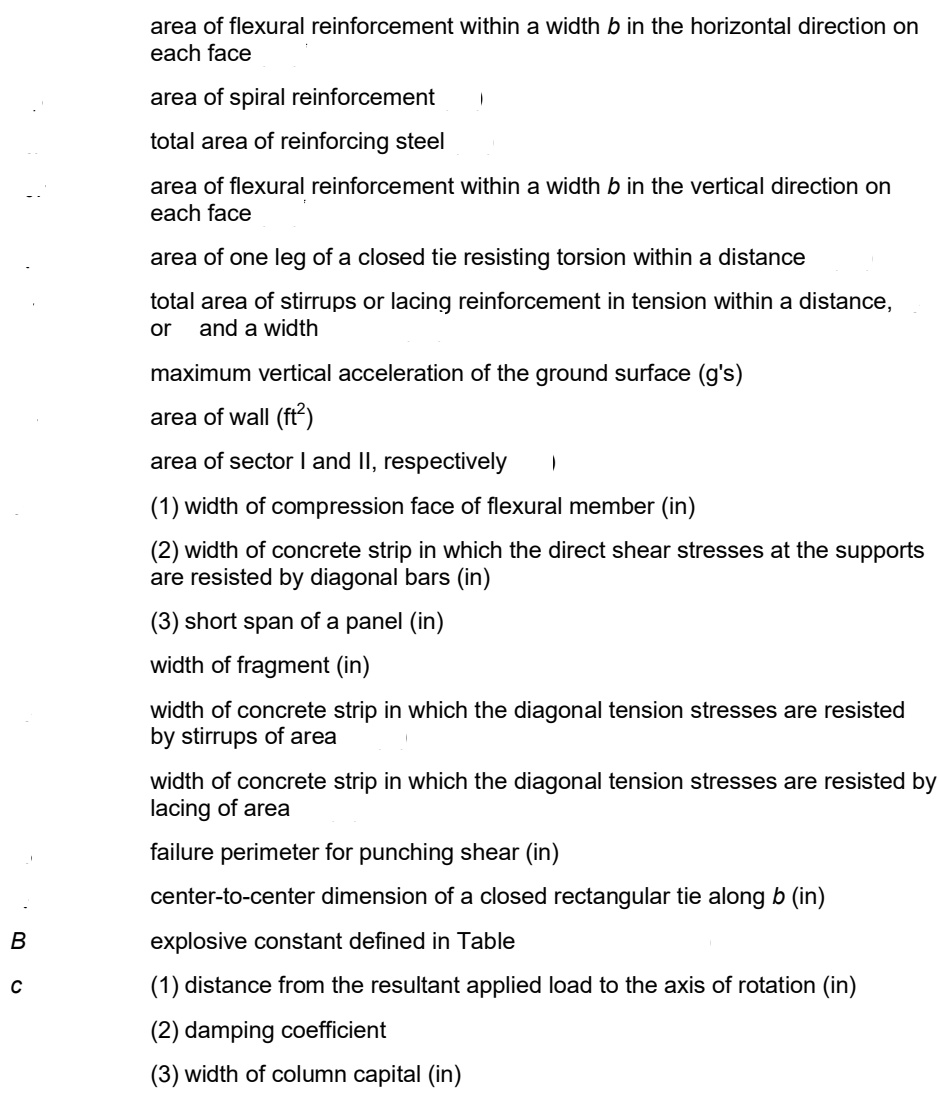 area of flexural reinforcement within a width b in the horizontal direction on
each face
area of spiral reinforcement )
total area of reinforcing steel
area of flexural reinforcement within a width b in the vertical direction on
each face
area of one leg of a closed tie resisting torsion within a distance
total area of stirrups or lacing reinforcement in tension within a distance,
or and a width
maximum vertical acceleration of the ground surface (g's)
area of wall (ft²)
area of sector I and II, respectively )
(1) width of compression face of flexural member (in)
(2) width of concrete strip in which the direct shear stresses at the supports
are resisted by diagonal bars (in)
(3) short span of a panel (in)
width of fragment (in)
width of concrete strip in which the diagonal tension stresses are resisted
by stirrups of area
width of concrete strip in which the diagonal tension stresses are resisted by
lacing of area
failure perimeter for punching shear (in)
center-to-center dimension of a closed rectangular tie along b (in)
B explosive constant defined in Table
c (1) distance from the resultant applied load to the axis of rotation (in)
(2) damping coefficient
(3) width of column capital (in)